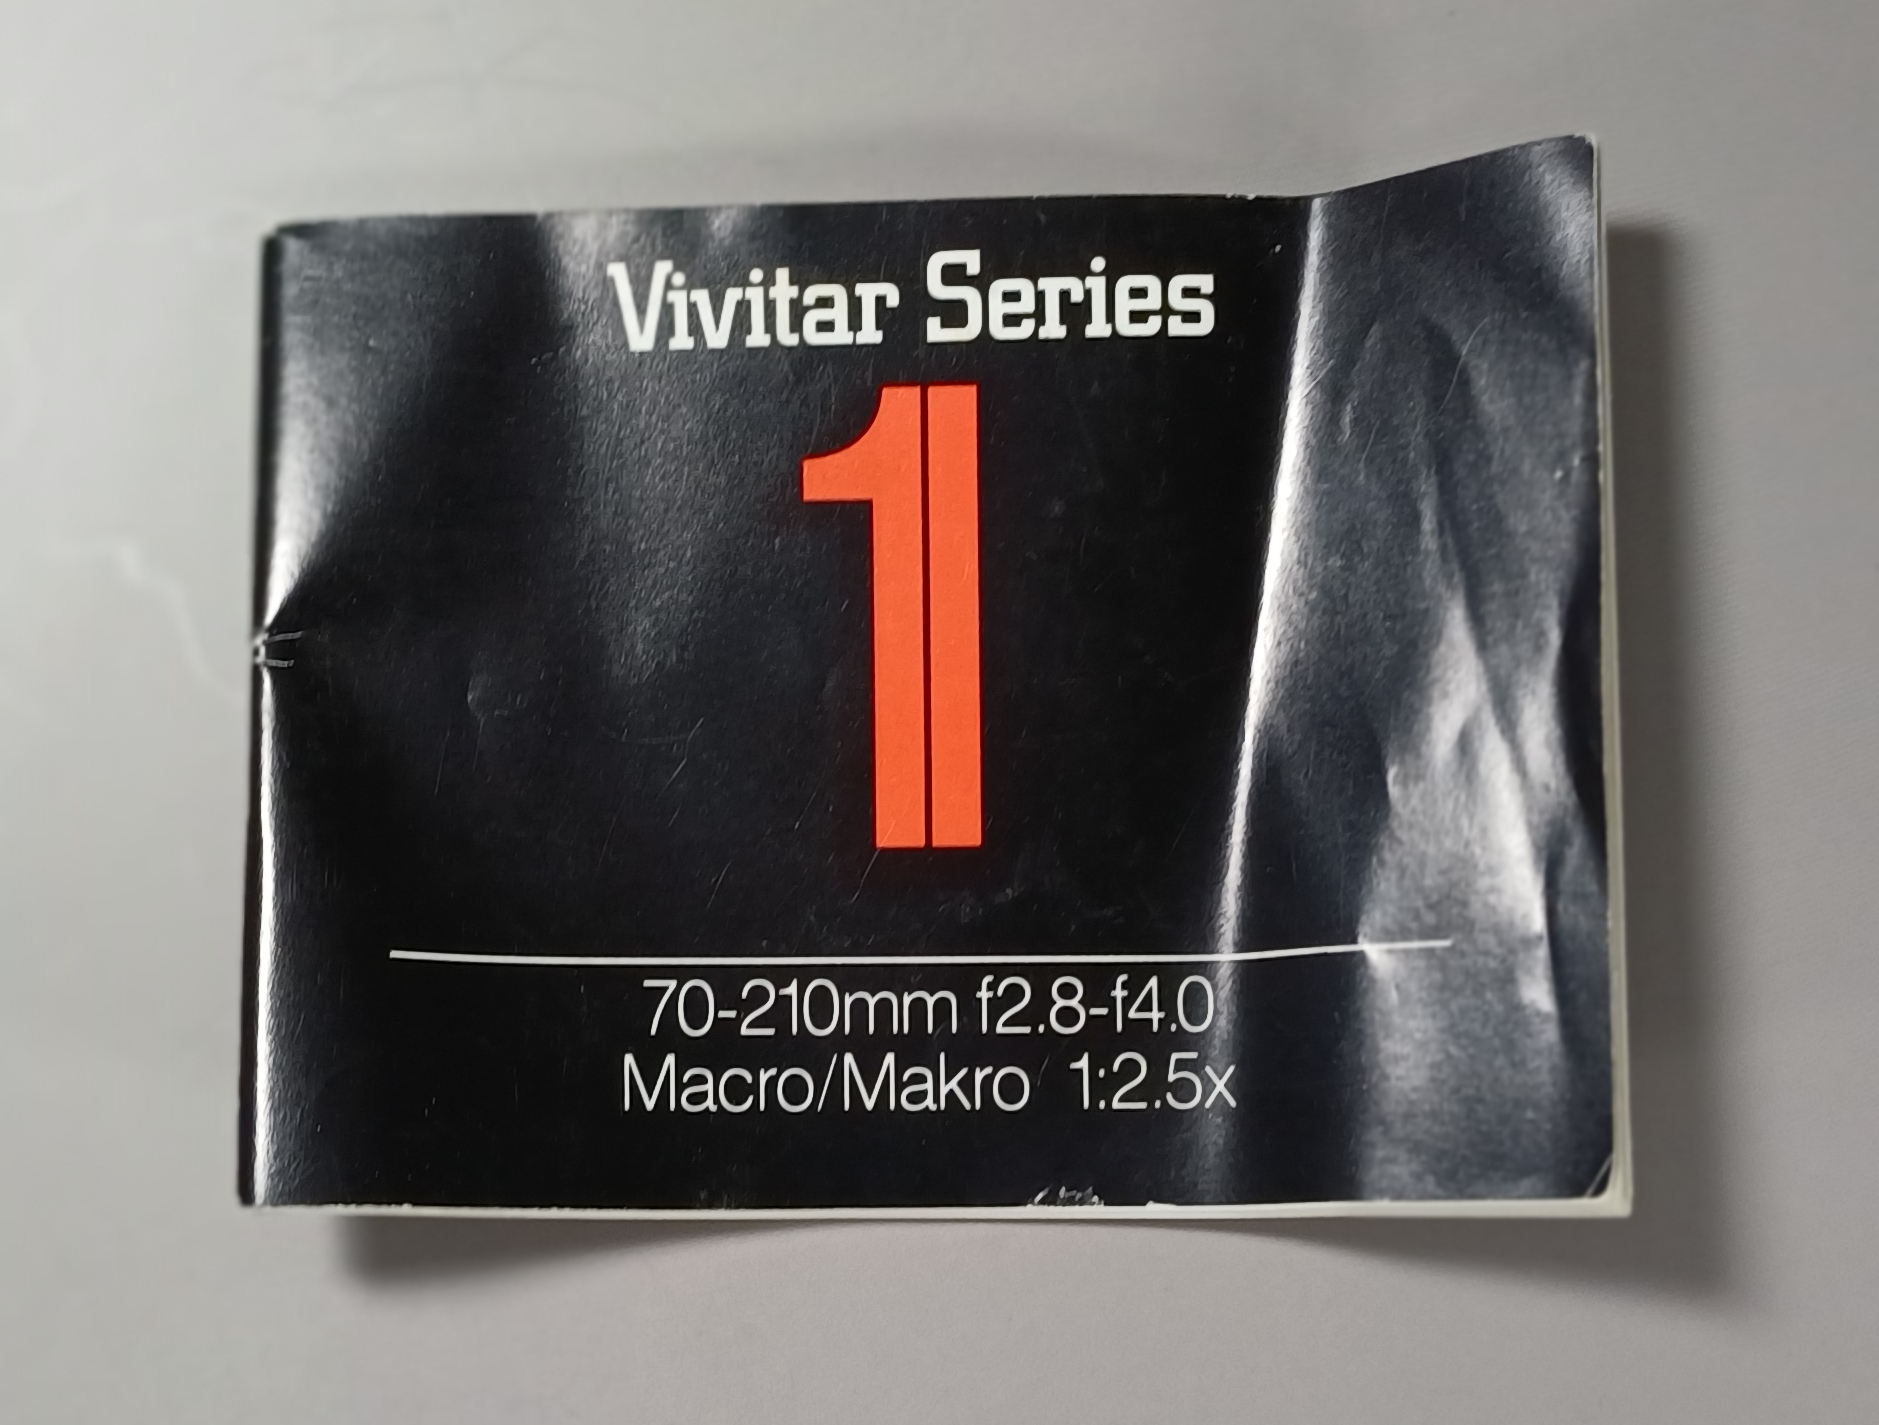 Vivitar Series
1
70-210mm f2.8-f4.0
Macro/Makro 1:2.5x